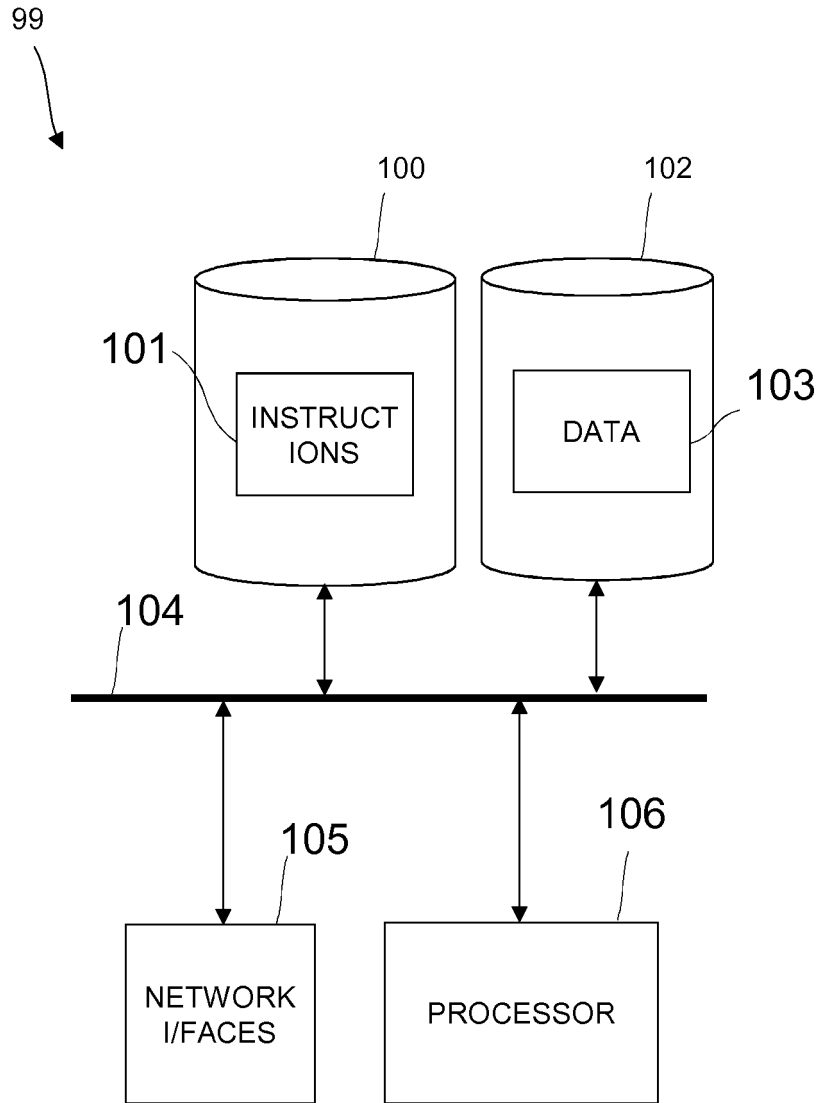 99
100
102
101
INSTRUCT
IONS
DATA
103
104
105
106
NETWORK
I/FACES
PROCESSOR